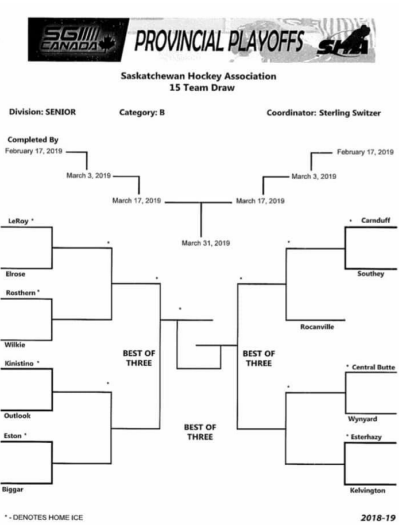 SGI CANADA PROVINCIAL PLAYOFFS SHA
Saskatchewan Hockey Association
15 Team Draw
Division: SENIOR Category: B Coordinator: Sterling Switzer
Completed By
February 17, 2019 February 17, 2019
March 3, 2019 March 3, 2019
March 17, 2019 March 17, 2019
March 31, 2019
LeRoy * * Carnduff
* *
Elrose Southey
* *
Rosthern *
*
Rocanville
Wilkie
BEST OF THREE BEST OF THREE
Kinistino * * Central Butte
* *
Outlook Wynyard
BEST OF THREE
Eston * * Esterhazy
Biggar Kelvington
* - DENOTES HOME ICE 2018-19